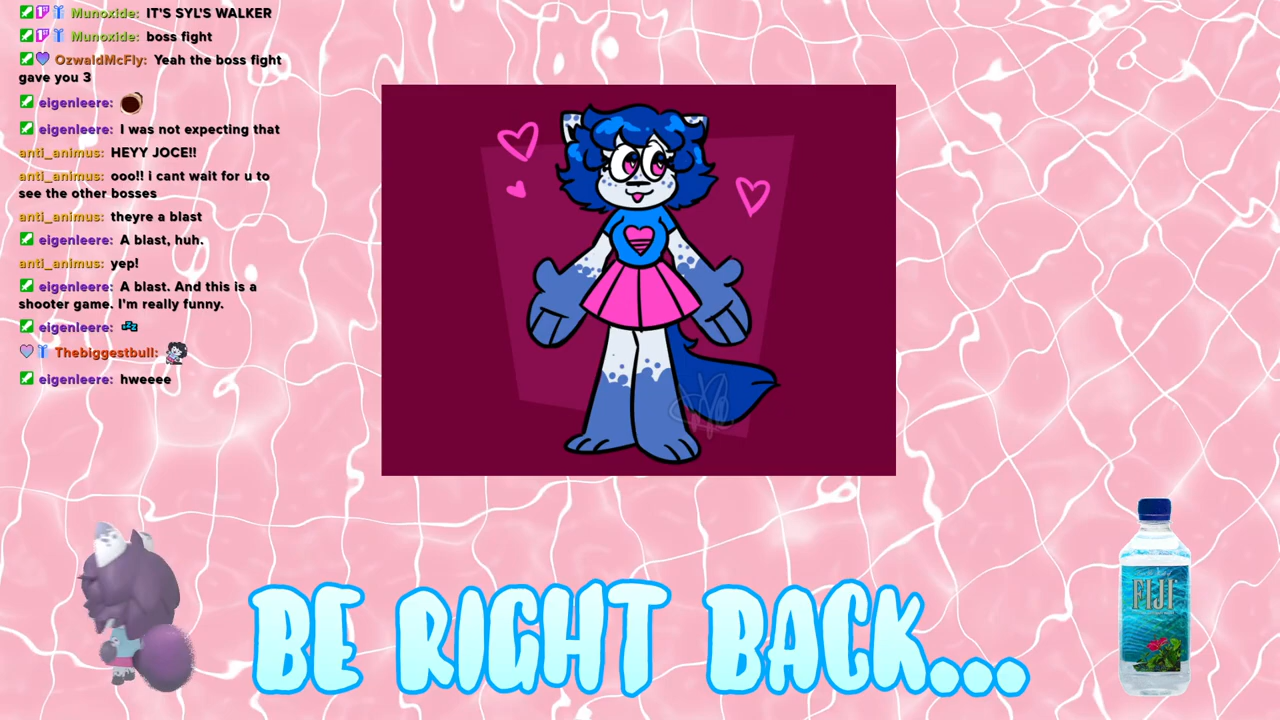 Munoxide: IT'S SYL'S WALKER
Munoxide: boss fight
OzwaldMcFly: Yeah the boss fight
gave you 3
eigenleere:
eigenleere: I was not expecting that
anti_animus: HEYY JOCE!!
anti_animus: ooo!! i cant wait for u to
see the other bosses
anti_animus: theyre a blast
eigenleere: A blast, huh.
anti_animus: yep!
eigenleere: A blast. And this is a
shooter game. I'm really funny.
eigenleere:
Thebiggestbull:
eigenleere: hweeee
FIJI
BE RIGHT BACK...